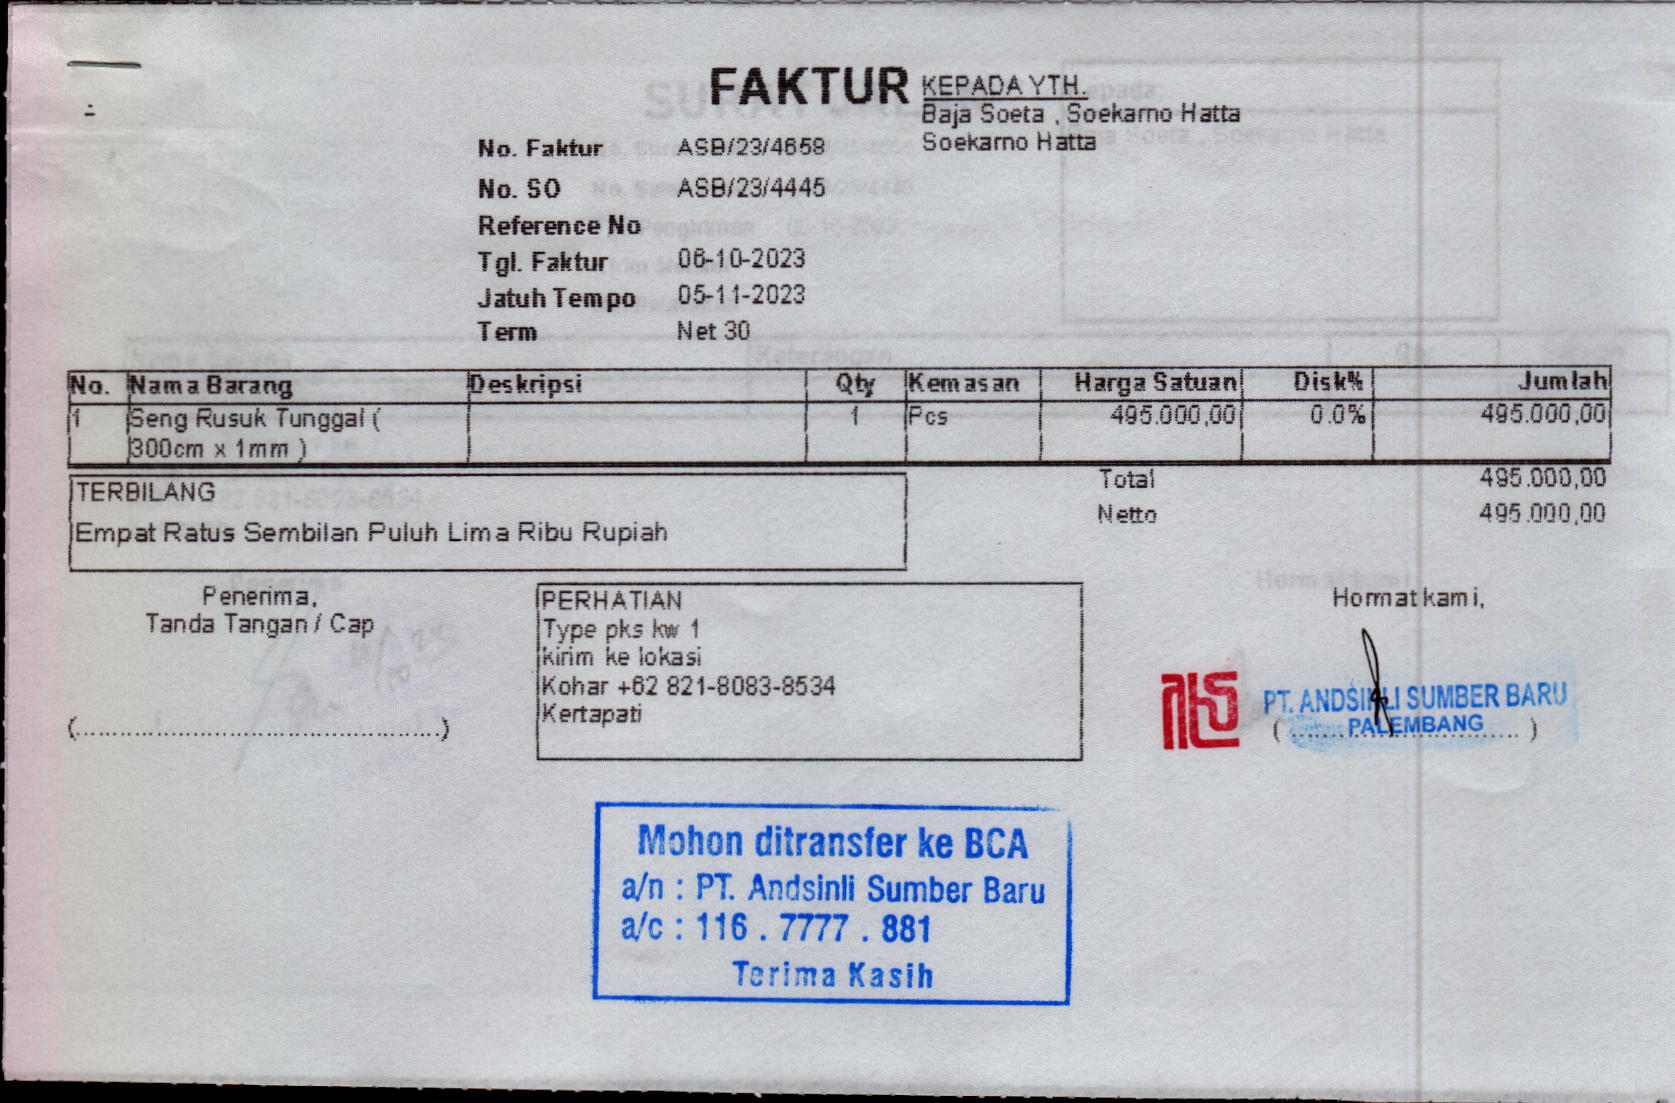 FAKTUR
KEPADA YTH.
Baja Soeta , Soekarno Hatta
Soekarno Hatta
No. Faktur ASB/23/4659
No. SO ASB/23/4445
Reference No
Tgl. Faktur 06-10-2023
Jatuh Tempo 05-11-2023
Term Net 30
No. Nama Barang Deskripsi Qty Kemasan Harga Satuan Disk% Jumlah
1 Seng Rusuk Tunggal ( 1 Pcs 495.000,00 0.0% 495.000,00
300cm x 1mm )
Total 495.000,00
Netto 495.000,00
TERBILANG
Empat Ratus Sembilan Puluh Lima Ribu Rupiah
Penerima,
Tanda Tangan / Cap
(..................................................)
PERHATIAN
Type pks kw 1
kirim ke lokasi
Kohar +62 821-8083-8534
Kertapati
Hormat kami,
PT. ANDSINLI SUMBER BARU
PALEMBANG
Mohon ditransfer ke BCA
a/n : PT. Andsinli Sumber Baru
a/c : 116 . 7777 . 881
Terima Kasih